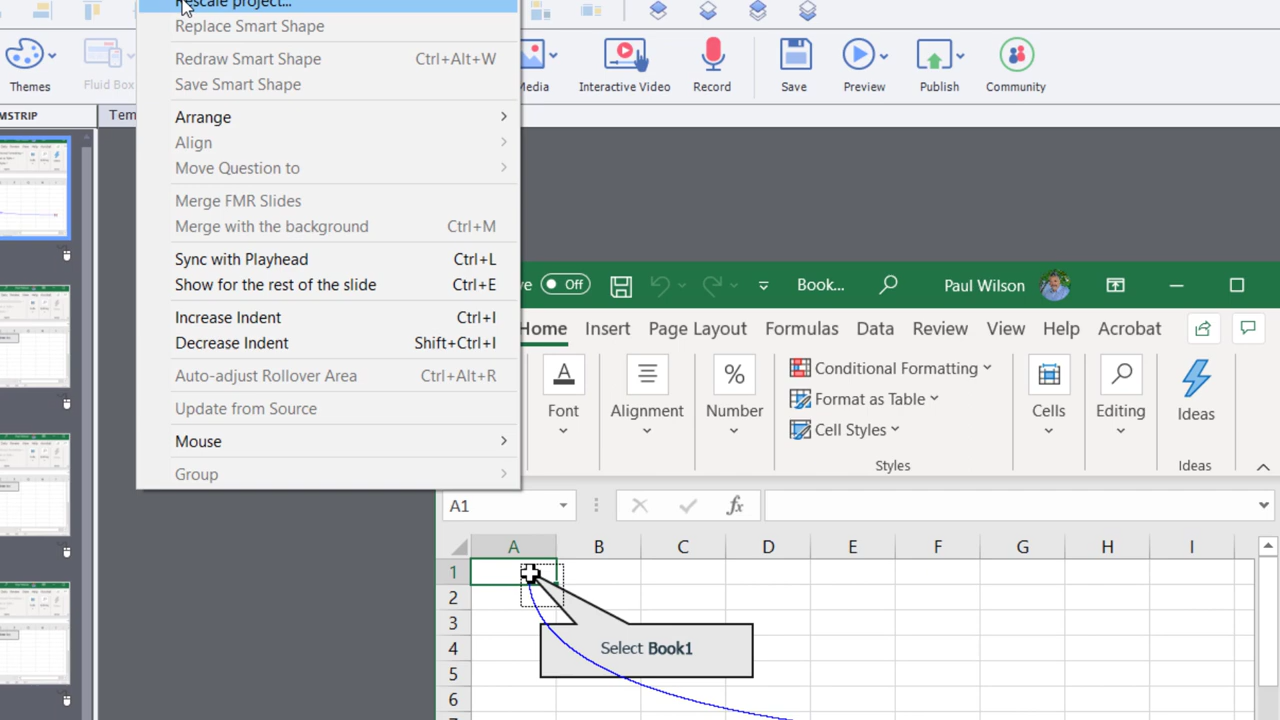 Rescale project...
Replace Smart Shape
Redraw Smart Shape Ctrl+Alt+W
Save Smart Shape
Arrange
Align
Move Question to
Merge FMR Slides
Merge with the background Ctrl+M
Sync with Playhead Ctrl+L
Show for the rest of the slide Ctrl+E
Increase Indent Ctrl+I
Decrease Indent Shift+Ctrl+I
Auto-adjust Rollover Area Ctrl+Alt+R
Update from Source
Mouse
Group
Themes
Fluid Box
Media
Interactive Video
Record
Save
Preview
Publish
Community
MSTRIP
Tem
ve Off Book... Paul Wilson
Home Insert Page Layout Formulas Data Review View Help Acrobat
Font
Alignment
%
Number
Conditional Formatting
Format as Table
Cell Styles
Styles
Cells
Editing
Ideas
Ideas
A1 fx
A B C D E F G H I
1
2
3
4
5
6
Select Book1